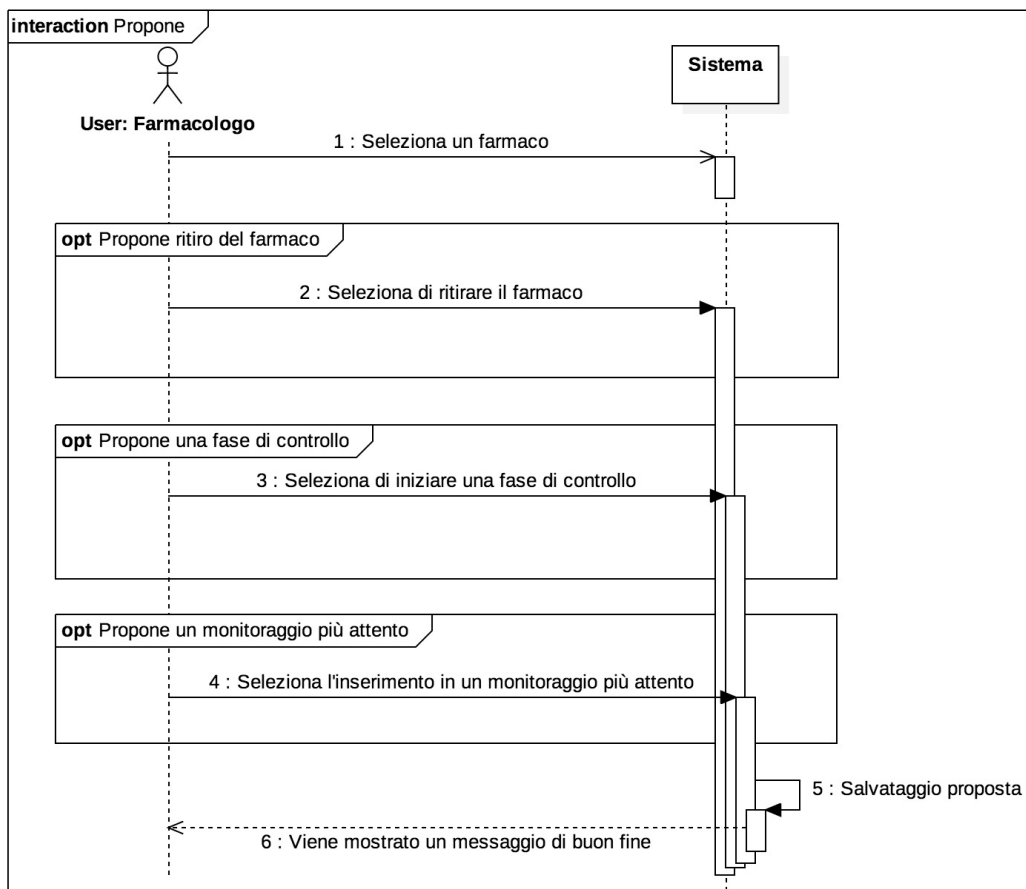 interaction Propone
Sistema
User: Farmacologo
1 : Seleziona un farmaco
opt Propone ritiro del farmaco
2 : Seleziona di ritirare il farmaco
opt Propone una fase di controllo
3 : Seleziona di iniziare una fase di controllo
opt Propone un monitoraggio più attento
4 : Seleziona l'inserimento in un monitoraggio più attento
5 : Salvataggio proposta
6 : Viene mostrato un messaggio di buon fine